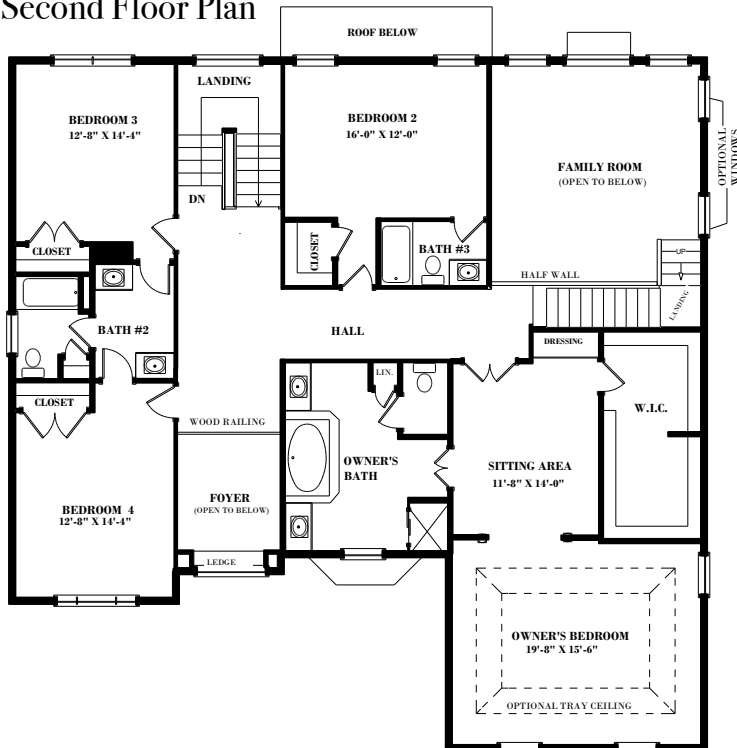 Second Floor Plan
ROOF BELOW
LANDING
BEDROOM 3
12'-8" X 14'-4"
BEDROOM 2
16'-0" X 12'-0"
FAMILY ROOM
(OPEN TO BELOW)
OPTIONAL
WINDOWS
DN
CLOSET
CLOSET
BATH #3
UP
HALF WALL
LANDING
BATH #2
HALL
DRESSING
LIN.
CLOSET
W.I.C.
WOOD RAILING
OWNER'S
BATH
SITTING AREA
11'-8" X 14'-0"
FOYER
(OPEN TO BELOW)
BEDROOM 4
12'-8" X 14'-4"
LEDGE
OWNER'S BEDROOM
19'-8" X 15'-6"
OPTIONAL TRAY CEILING